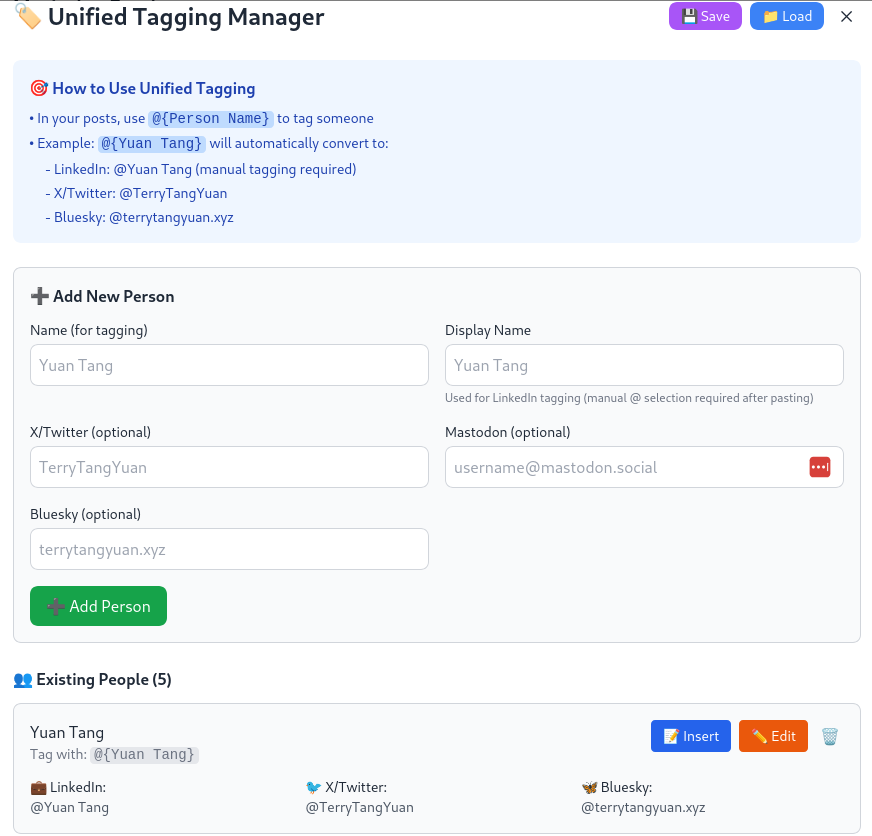 🏷️ Unified Tagging Manager
💾 Save
📁 Load
🎯 How to Use Unified Tagging
• In your posts, use @{Person Name} to tag someone
• Example: @{Yuan Tang} will automatically convert to:
- LinkedIn: @Yuan Tang (manual tagging required)
- X/Twitter: @TerryTangYuan
- Bluesky: @terrytangyuan.xyz
➕ Add New Person
Name (for tagging)
Display Name
Yuan Tang
Yuan Tang
Used for LinkedIn tagging (manual @ selection required after pasting)
X/Twitter (optional)
Mastodon (optional)
TerryTangYuan
username@mastodon.social
Bluesky (optional)
terrytangyuan.xyz
➕ Add Person
👥 Existing People (5)
Yuan Tang
📝 Insert
✏️ Edit
Tag with: @{Yuan Tang}
💼 LinkedIn:
🐦 X/Twitter:
🦋 Bluesky:
@Yuan Tang
@TerryTangYuan
@terrytangyuan.xyz